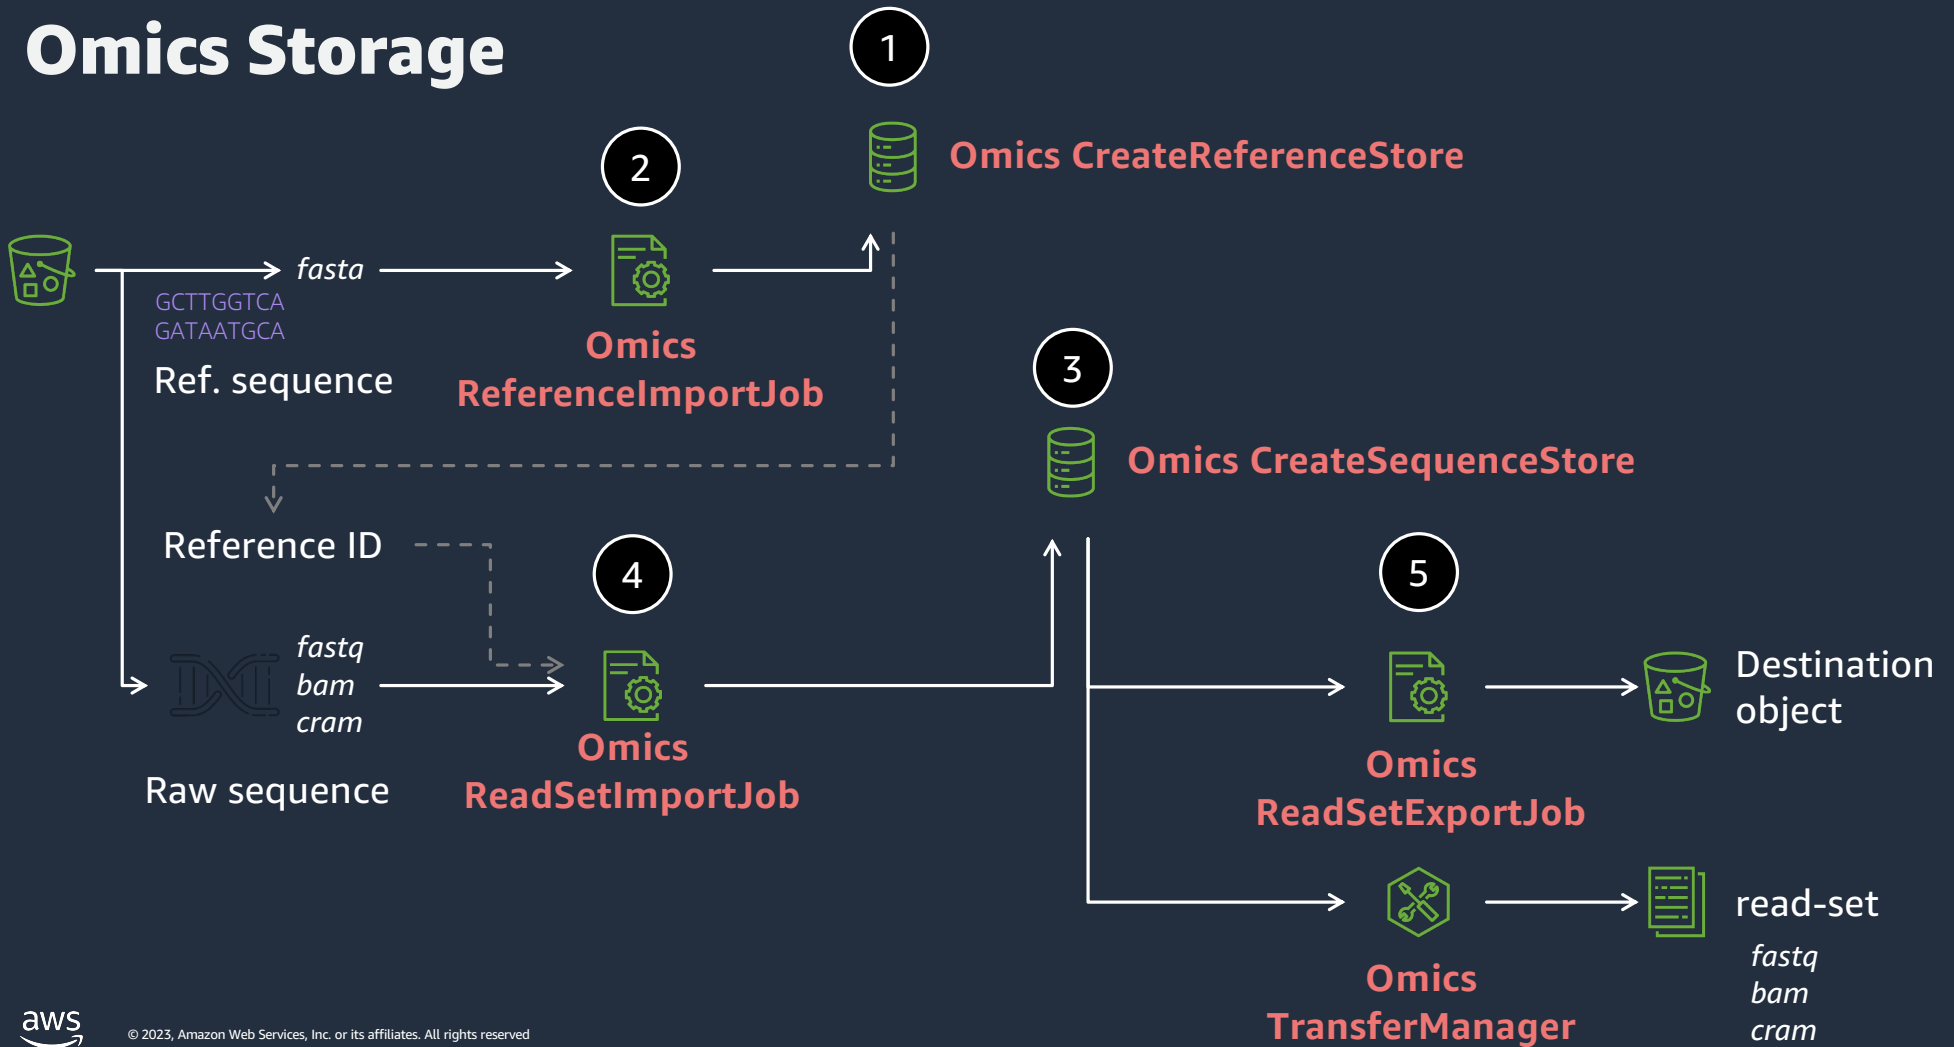 Omics Storage
1
Omics CreateReferenceStore
2
fasta
GCTTGGTCA
GATAATGCA
Ref. sequence
Omics
ReferenceImportJob
3
Omics CreateSequenceStore
Reference ID
4
5
fastq
bam
cram
Raw sequence
Omics
ReadSetImportJob
Omics
ReadSetExportJob
Destination
object
Omics
TransferManager
read-set
fastq
bam
cram
aws
© 2023, Amazon Web Services, Inc. or its affiliates. All rights reserved